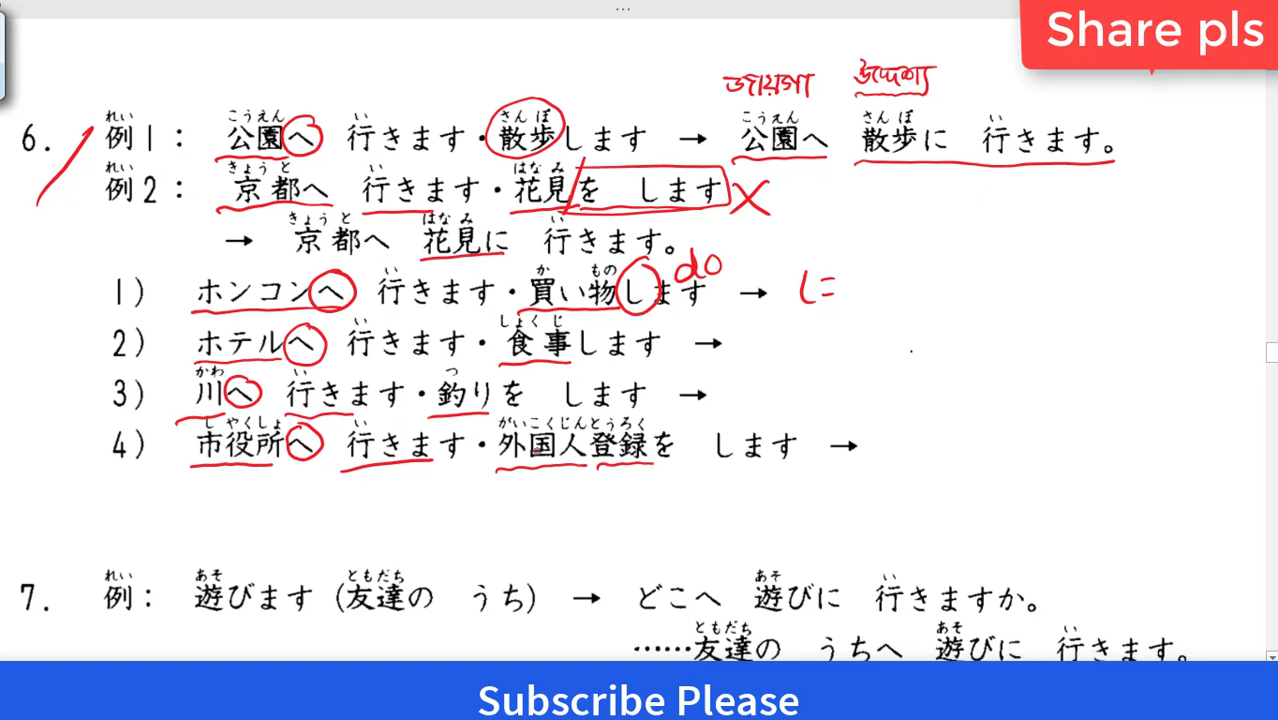 Share pls
জায়গা উদ্দেশ্য
6. 例1: 公園へ 行きます・散歩します → 公園へ 散歩に 行きます。
例2: 京都へ 行きます・花見を します X
→ 京都へ 花見に 行きます。
do
1) ホンコンへ 行きます・買い物します → に
2) ホテルへ 行きます・食事します →
3) 川へ 行きます・釣りを します →
4) 市役所へ 行きます・外国人登録を します →
7. 例: 遊びます (友達の うち) → どこへ 遊びに 行きますか。
……友達の うちへ 遊びに 行きます。
Subscribe Please